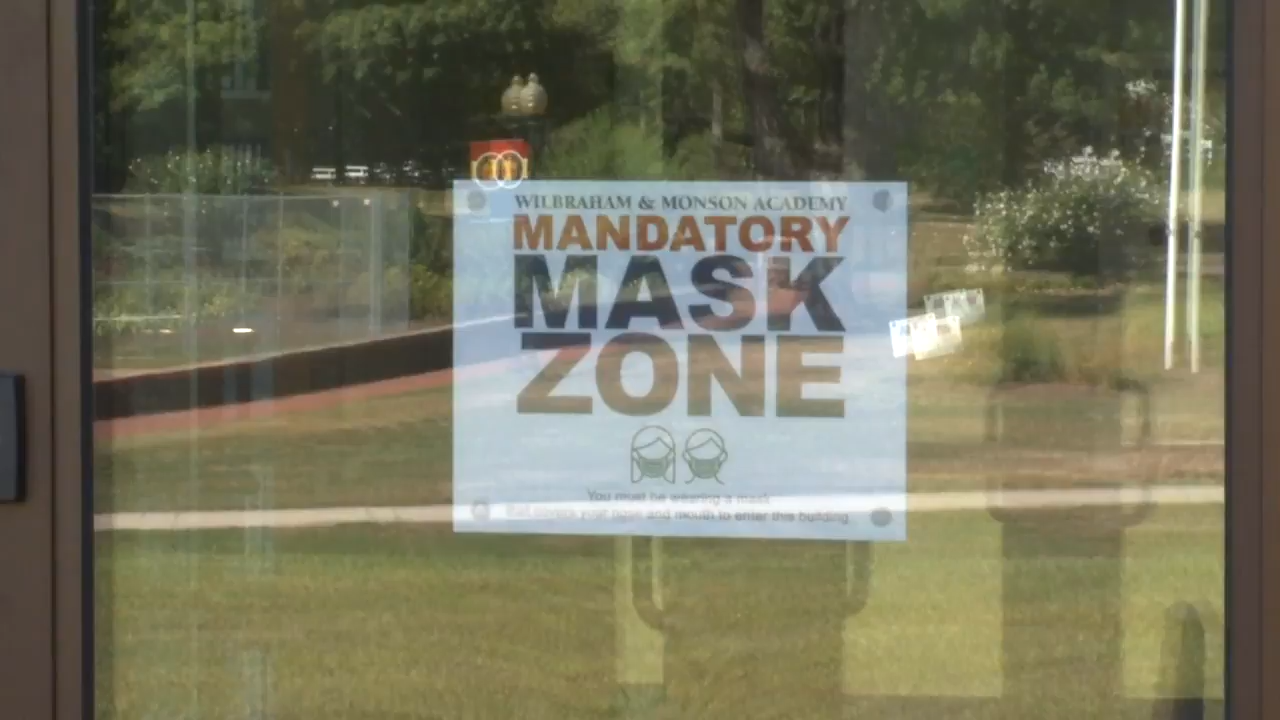 WILBRAHAM & MONSON ACADEMY
MANDATORY
MASK
ZONE
You must be wearing a mask
that covers your nose and mouth to enter this building